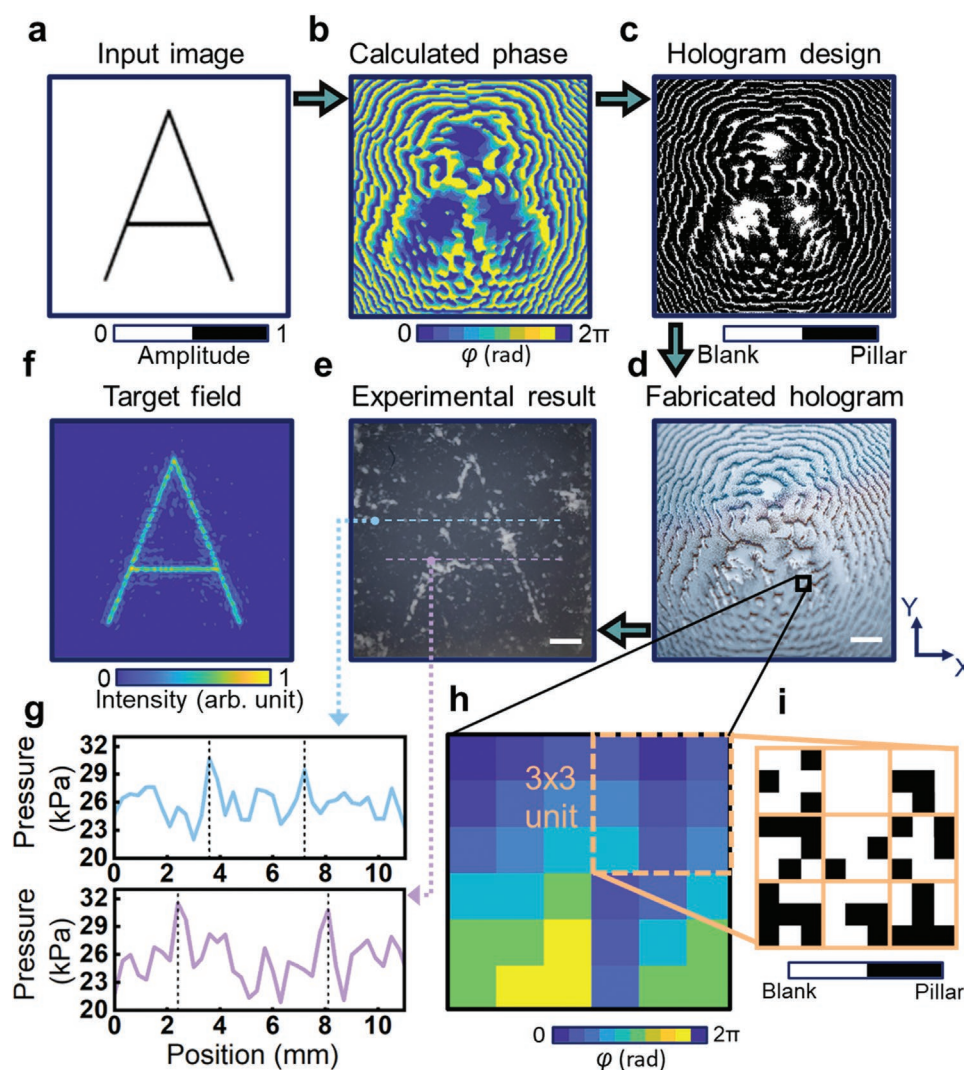 a
Input image
0
1
Amplitude
b
Calculated phase
0
2π
φ (rad)
c
Hologram design
Blank
Pillar
f
Target field
0
1
Intensity (arb. unit)
e
Experimental result
d
Fabricated hologram
Y
X
g
Pressure
(kPa)
32
29
26
23
20
0 2 4 6 8 10
Pressure
(kPa)
32
29
26
23
20
0 2 4 6 8 10
Position (mm)
h
3x3
unit
0
2π
φ (rad)
i
Blank
Pillar